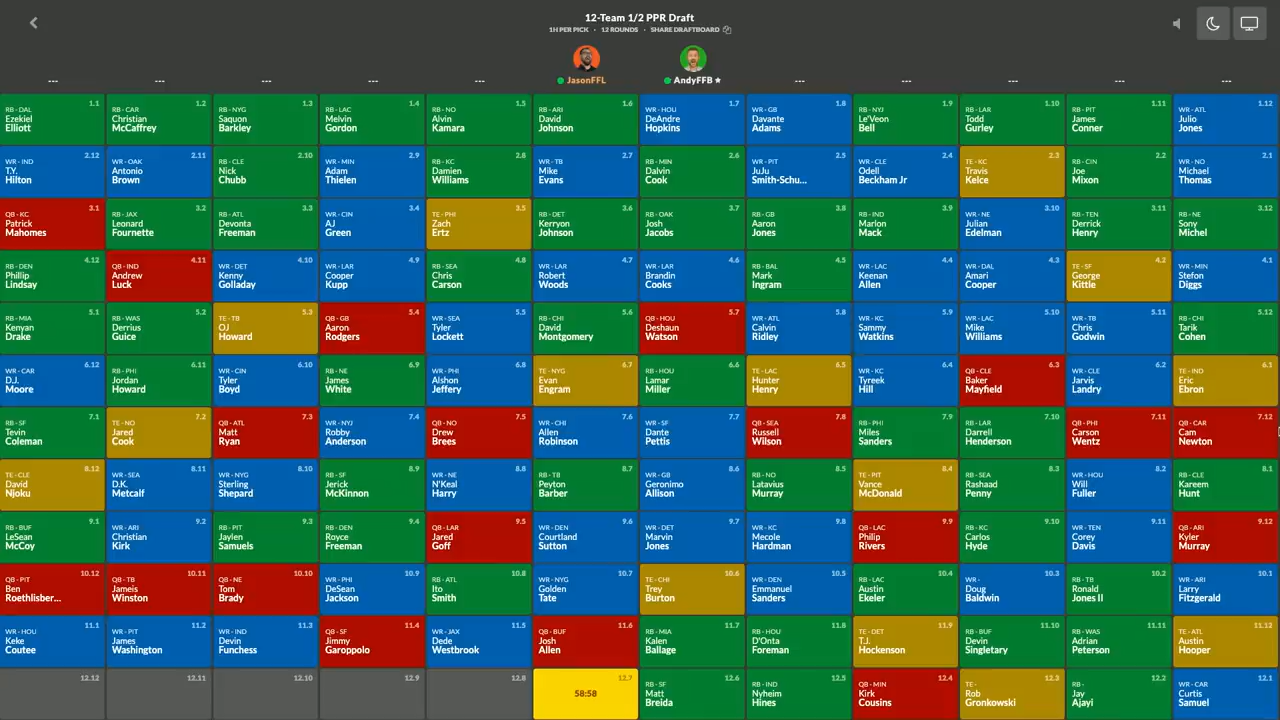 12-Team 1/2 PPR Draft
1H PER PICK · 12 ROUNDS · SHARE DRAFTBOARD
--- --- --- --- --- JasonFFL AndyFFB ★ --- --- --- --- ---
RB - DAL 1.1 Ezekiel Elliott
RB - CAR 1.2 Christian McCaffrey
RB - NYG 1.3 Saquon Barkley
RB - LAC 1.4 Melvin Gordon
RB - NO 1.5 Alvin Kamara
RB - ARI 1.6 David Johnson
WR - HOU 1.7 DeAndre Hopkins
WR - GB 1.8 Davante Adams
RB - NYJ 1.9 Le'Veon Bell
RB - LAR 1.10 Todd Gurley
RB - PIT 1.11 James Conner
WR - ATL 1.12 Julio Jones
WR - IND 2.12 T.Y. Hilton
WR - OAK 2.11 Antonio Brown
RB - CLE 2.10 Nick Chubb
WR - MIN 2.9 Adam Thielen
RB - KC 2.8 Damien Williams
WR - TB 2.7 Mike Evans
RB - MIN 2.6 Dalvin Cook
WR - PIT 2.5 JuJu Smith-Schu...
WR - CLE 2.4 Odell Beckham Jr
TE - KC 2.3 Travis Kelce
RB - CIN 2.2 Joe Mixon
WR - NO 2.1 Michael Thomas
QB - KC 3.1 Patrick Mahomes
RB - JAX 3.2 Leonard Fournette
RB - ATL 3.3 Devonta Freeman
WR - CIN 3.4 AJ Green
TE - PHI 3.5 Zach Ertz
RB - DET 3.6 Kerryon Johnson
RB - OAK 3.7 Josh Jacobs
RB - GB 3.8 Aaron Jones
RB - IND 3.9 Marlon Mack
WR - NE 3.10 Julian Edelman
RB - TEN 3.11 Derrick Henry
RB - NE 3.12 Sony Michel
RB - DEN 4.12 Phillip Lindsay
QB - IND 4.11 Andrew Luck
WR - DET 4.10 Kenny Golladay
WR - LAR 4.9 Cooper Kupp
RB - SEA 4.8 Chris Carson
WR - LAR 4.7 Robert Woods
WR - LAR 4.6 Brandin Cooks
RB - BAL 4.5 Mark Ingram
WR - LAC 4.4 Keenan Allen
WR - DAL 4.3 Amari Cooper
TE - SF 4.2 George Kittle
WR - MIN 4.1 Stefon Diggs
RB - MIA 5.1 Kenyan Drake
RB - WAS 5.2 Derrius Guice
TE - TB 5.3 OJ Howard
QB - GB 5.4 Aaron Rodgers
WR - SEA 5.5 Tyler Lockett
RB - CHI 5.6 David Montgomery
QB - HOU 5.7 Deshaun Watson
WR - ATL 5.8 Calvin Ridley
WR - KC 5.9 Sammy Watkins
WR - LAC 5.10 Mike Williams
WR - TB 5.11 Chris Godwin
RB - CHI 5.12 Tarik Cohen
WR - CAR 6.12 D.J. Moore
RB - PHI 6.11 Jordan Howard
WR - CIN 6.10 Tyler Boyd
RB - NE 6.9 James White
WR - PHI 6.8 Alshon Jeffery
TE - NYG 6.7 Evan Engram
RB - HOU 6.6 Lamar Miller
TE - LAC 6.5 Hunter Henry
WR - KC 6.4 Tyreek Hill
QB - CLE 6.3 Baker Mayfield
WR - CLE 6.2 Jarvis Landry
TE - IND 6.1 Eric Ebron
RB - SF 7.1 Tevin Coleman
TE - NO 7.2 Jared Cook
QB - ATL 7.3 Matt Ryan
WR - NYJ 7.4 Robby Anderson
QB - NO 7.5 Drew Brees
WR - CHI 7.6 Allen Robinson
WR - SF 7.7 Dante Pettis
QB - SEA 7.8 Russell Wilson
RB - PHI 7.9 Miles Sanders
RB - LAR 7.10 Darrell Henderson
QB - PHI 7.11 Carson Wentz
QB - CAR 7.12 Cam Newton
TE - CLE 8.12 David Njoku
WR - SEA 8.11 D.K. Metcalf
WR - NYG 8.10 Sterling Shepard
RB - SF 8.9 Jerick McKinnon
WR - NE 8.8 N'Keal Harry
RB - TB 8.7 Peyton Barber
WR - GB 8.6 Geronimo Allison
RB - NO 8.5 Latavius Murray
TE - PIT 8.4 Vance McDonald
RB - SEA 8.3 Rashaad Penny
WR - HOU 8.2 Will Fuller
RB - CLE 8.1 Kareem Hunt
RB - BUF 9.1 LeSean McCoy
WR - ARI 9.2 Christian Kirk
RB - PIT 9.3 Jaylen Samuels
RB - DEN 9.4 Royce Freeman
QB - LAR 9.5 Jared Goff
WR - DEN 9.6 Courtland Sutton
WR - DET 9.7 Marvin Jones
WR - KC 9.8 Mecole Hardman
QB - LAC 9.9 Philip Rivers
RB - KC 9.10 Carlos Hyde
WR - TEN 9.11 Corey Davis
QB - ARI 9.12 Kyler Murray
QB - PIT 10.12 Ben Roethlisber...
QB - TB 10.11 Jameis Winston
QB - NE 10.10 Tom Brady
WR - PHI 10.9 DeSean Jackson
RB - ATL 10.8 Ito Smith
WR - NYG 10.7 Golden Tate
TE - CHI 10.6 Trey Burton
WR - DEN 10.5 Emmanuel Sanders
RB - LAC 10.4 Austin Ekeler
WR - 10.3 Doug Baldwin
RB - TB 10.2 Ronald Jones II
WR - ARI 10.1 Larry Fitzgerald
WR - HOU 11.1 Keke Coutee
WR - PIT 11.2 James Washington
WR - IND 11.3 Devin Funchess
QB - SF 11.4 Jimmy Garoppolo
WR - JAX 11.5 Dede Westbrook
QB - BUF 11.6 Josh Allen
RB - MIA 11.7 Kalen Ballage
RB - HOU 11.8 D'Onta Foreman
TE - DET 11.9 T.J. Hockenson
RB - BUF 11.10 Devin Singletary
RB - WAS 11.11 Adrian Peterson
TE - ATL 11.12 Austin Hooper
12.12
12.11
12.10
12.9
12.8
12.7 58:58
RB - SF 12.6 Matt Breida
RB - IND 12.5 Nyheim Hines
QB - MIN 12.4 Kirk Cousins
TE - 12.3 Rob Gronkowski
RB - 12.2 Jay Ajayi
WR - CAR 12.1 Curtis Samuel